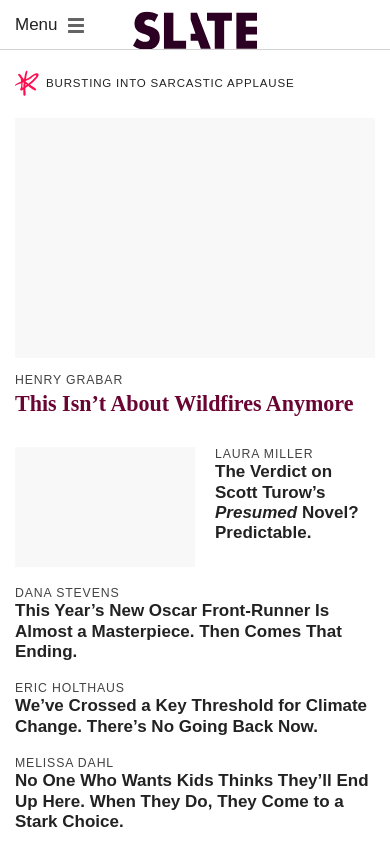 Menu
SLATE
BURSTING INTO SARCASTIC APPLAUSE
HENRY GRABAR
This Isn’t About Wildfires Anymore
LAURA MILLER
The Verdict on
Scott Turow’s
Presumed Novel?
Predictable.
DANA STEVENS
This Year’s New Oscar Front-Runner Is
Almost a Masterpiece. Then Comes That
Ending.
ERIC HOLTHAUS
We’ve Crossed a Key Threshold for Climate
Change. There’s No Going Back Now.
MELISSA DAHL
No One Who Wants Kids Thinks They’ll End
Up Here. When They Do, They Come to a
Stark Choice.